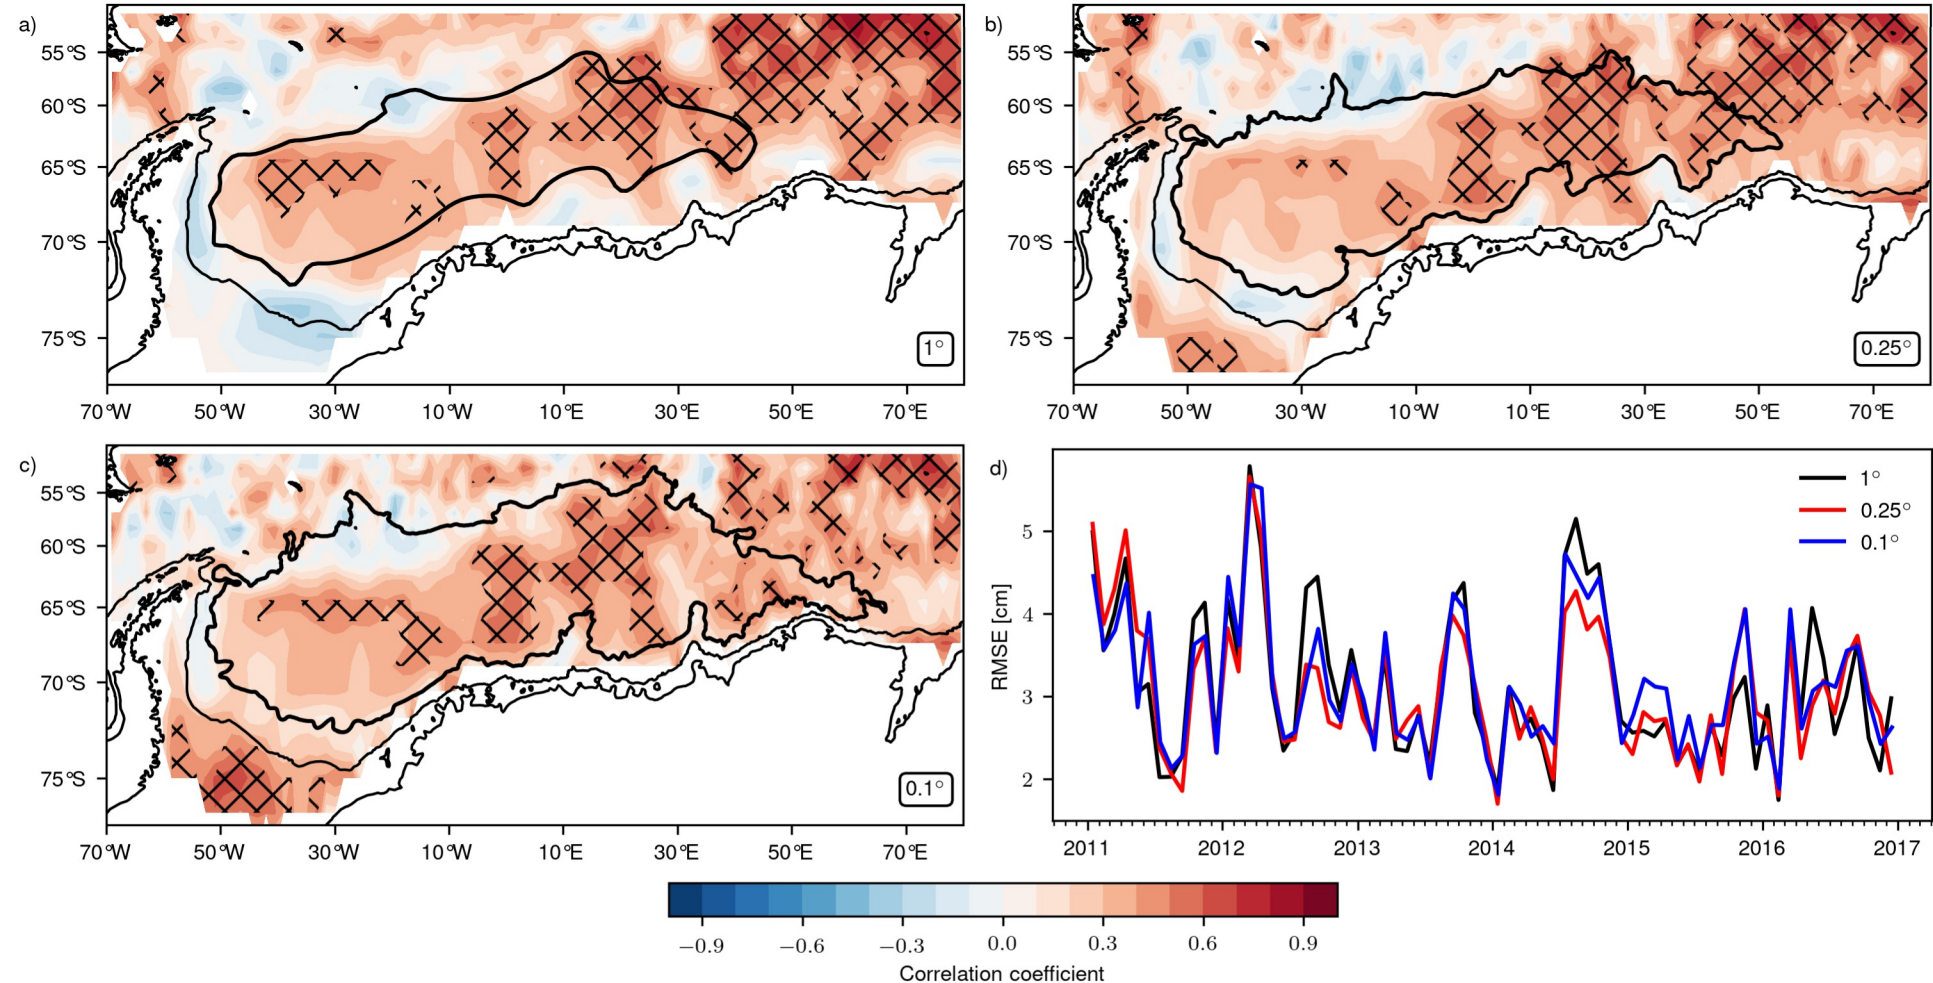 a)
55°S
60°S
65°S
70°S
75°S
1°
70°W 50°W 30°W 10°W 10°E 30°E 50°E 70°E
b)
55°S
60°S
65°S
70°S
75°S
0.25°
70°W 50°W 30°W 10°W 10°E 30°E 50°E 70°E
c)
55°S
60°S
65°S
70°S
75°S
0.1°
70°W 50°W 30°W 10°W 10°E 30°E 50°E 70°E
d)
1°
0.25°
0.1°
RMSE [cm]
5
4
3
2
2011 2012 2013 2014 2015 2016 2017
−0.9 −0.6 −0.3 0.0 0.3 0.6 0.9
Correlation coefficient